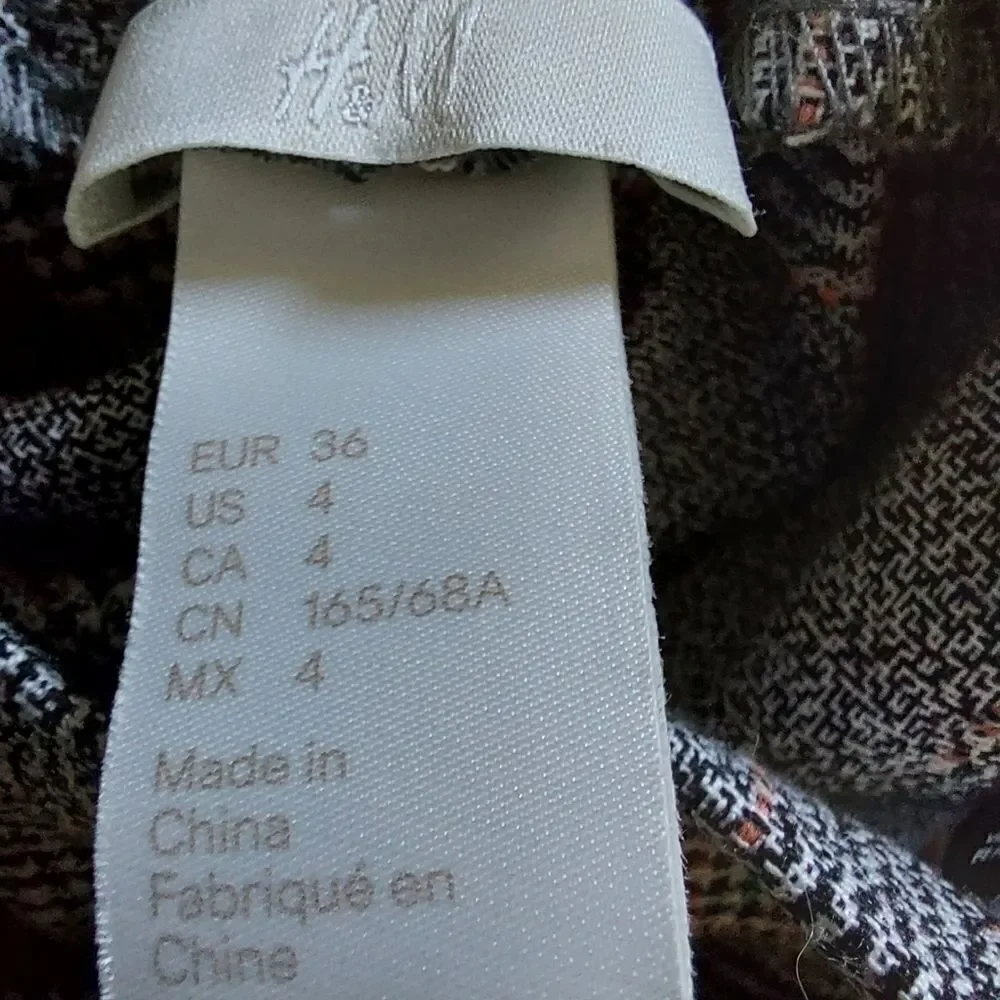 H&M
EUR 36
US 4
CA 4
CN 165/68A
MX 4
Made in
China
Fabriqué en
Chine